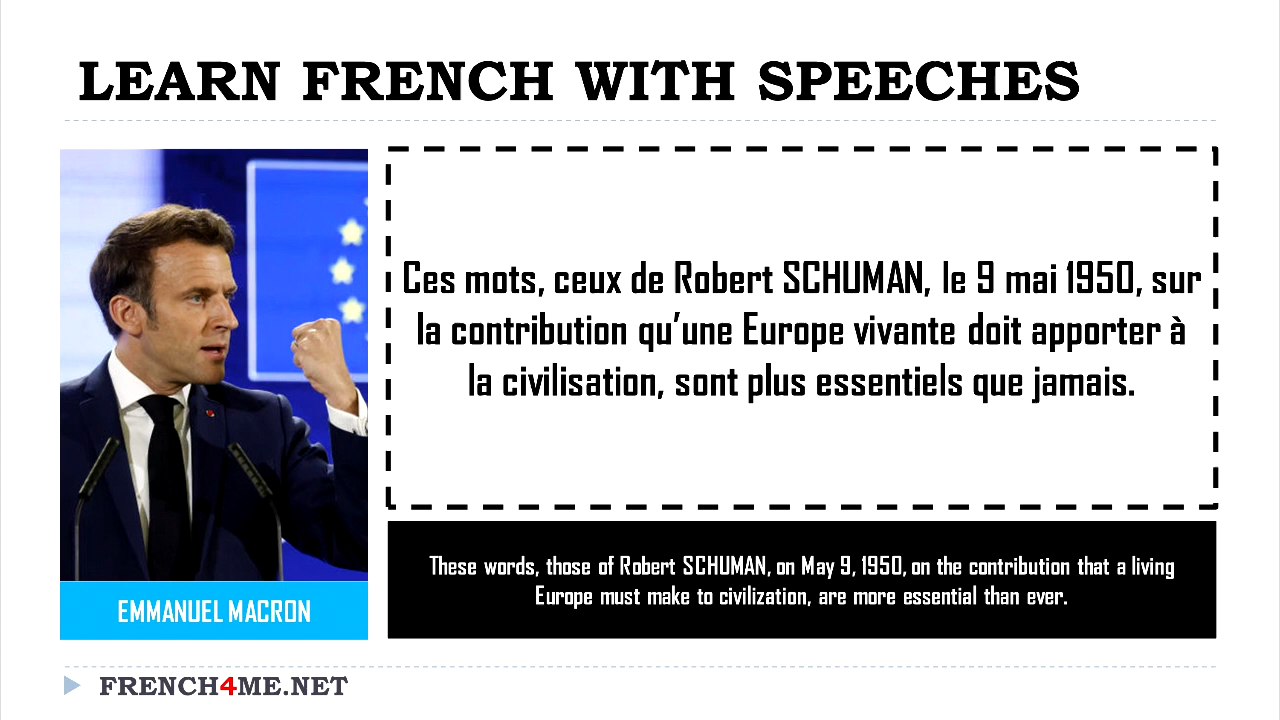 LEARN FRENCH WITH SPEECHES
Ces mots, ceux de Robert SCHUMAN, le 9 mai 1950, sur
la contribution qu’une Europe vivante doit apporter à
la civilisation, sont plus essentiels que jamais.
These words, those of Robert SCHUMAN, on May 9, 1950, on the contribution that a living
Europe must make to civilization, are more essential than ever.
EMMANUEL MACRON
FRENCH4ME.NET